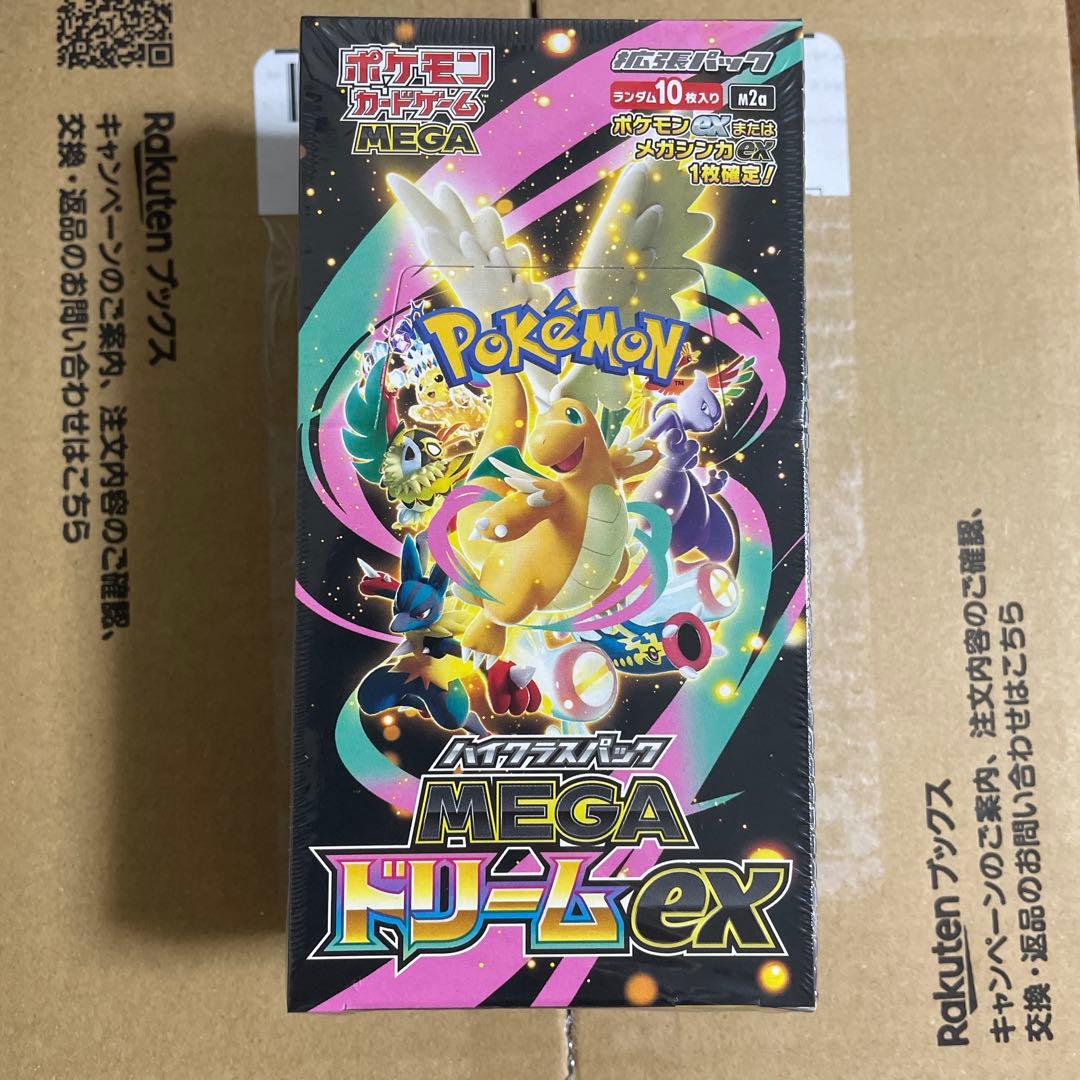 ポケモン
カードゲーム™
MEGA
拡張パック
ランダム10枚入り
M2a
ポケモンexまたは
メガシンカex
1枚確定!
POKéMON™
ハイクラスパック
MEGA
ドリームex
Rakuten ブックス
キャンペーンのご案内、注文内容のご確認、
交換・返品のお問い合わせはこちら
Rakuten ブックス
キャンペーンのご案内、注文内容のご確認、
交換・返品のお問い合わせはこちら